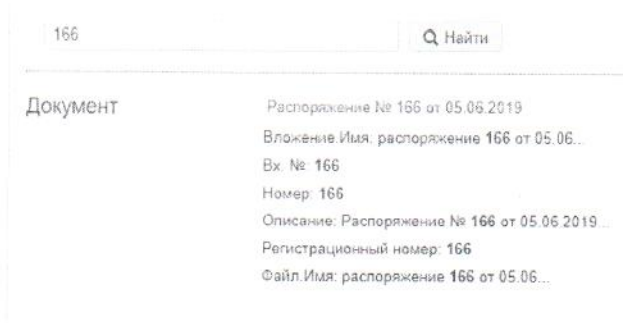 166
Найти
Документ
Распоряжение № 166 от 05.06.2019
Вложение.Имя: распоряжение 166 от 05.06...
Вх. №: 166
Номер: 166
Описание: Распоряжение № 166 от 05.06.2019...
Регистрационный номер: 166
Файл.Имя: распоряжение 166 от 05.06...